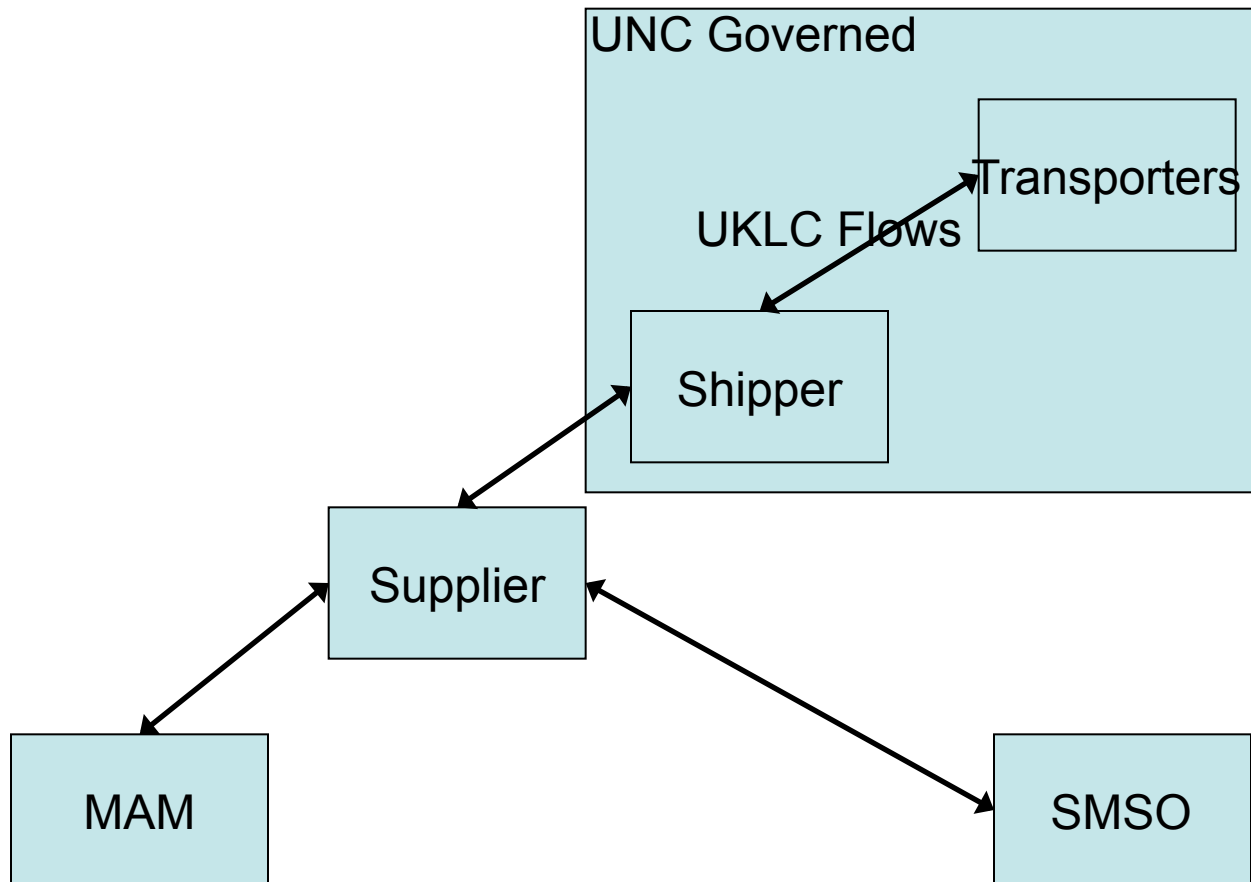 UNC Governed
Transporters
UKLC Flows
Shipper
Supplier
MAM
SMSO